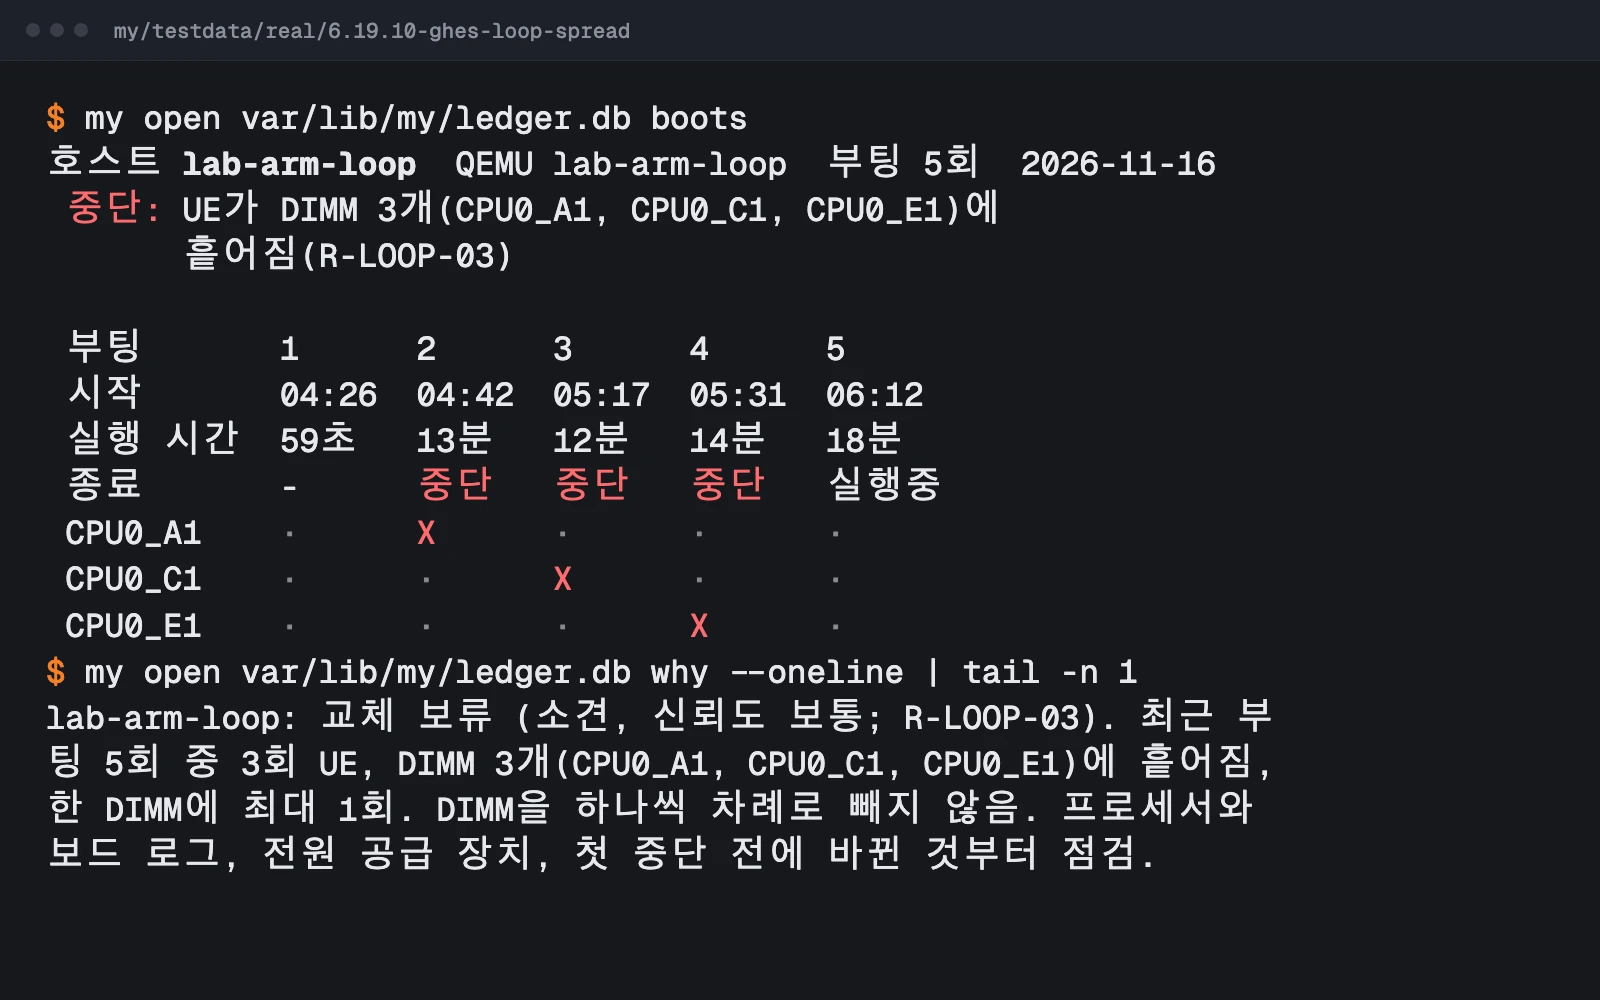 my/testdata/real/6.19.10-ghes-loop-spread
$ my open var/lib/my/ledger.db boots
호스트 lab-arm-loop  QEMU lab-arm-loop  부팅 5회  2026-11-16
중단: UE가 DIMM 3개(CPU0_A1, CPU0_C1, CPU0_E1)에
흩어짐(R-LOOP-03)
부팅 1 2 3 4 5
시작 04:26 04:42 05:17 05:31 06:12
실행 시간 59초 13분 12분 14분 18분
종료 - 중단 중단 중단 실행중
CPU0_A1 · X · · ·
CPU0_C1 · · X · ·
CPU0_E1 · · · X ·
$ my open var/lib/my/ledger.db why --oneline | tail -n 1
lab-arm-loop: 교체 보류 (소견, 신뢰도 보통; R-LOOP-03). 최근 부
팅 5회 중 3회 UE, DIMM 3개(CPU0_A1, CPU0_C1, CPU0_E1)에 흩어짐,
한 DIMM에 최대 1회. DIMM을 하나씩 차례로 빼지 않음. 프로세서와
보드 로그, 전원 공급 장치, 첫 중단 전에 바뀐 것부터 점검.